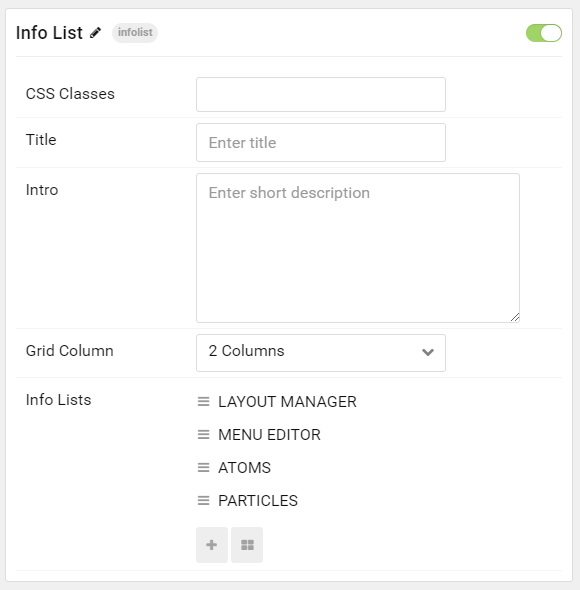 Info List infolist
CSS Classes
Title Enter title
Intro Enter short description
Grid Column 2 Columns
Info Lists LAYOUT MANAGER
MENU EDITOR
ATOMS
PARTICLES